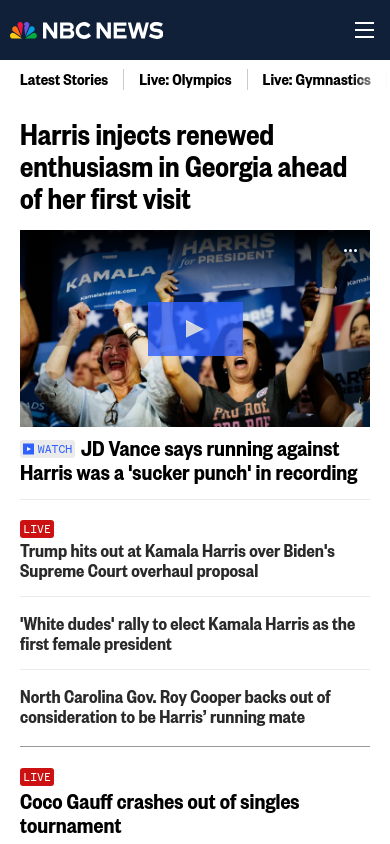 NBC NEWS
Latest Stories
Live: Olympics
Live: Gymnastics
Harris injects renewed
enthusiasm in Georgia ahead
of her first visit
KAMALA
kamalaharris.com
HARRIS
FOR PRESIDENT
KAMALA
PRO ROE
WATCH JD Vance says running against
Harris was a 'sucker punch' in recording
LIVE
Trump hits out at Kamala Harris over Biden's
Supreme Court overhaul proposal
'White dudes' rally to elect Kamala Harris as the
first female president
North Carolina Gov. Roy Cooper backs out of
consideration to be Harris’ running mate
LIVE
Coco Gauff crashes out of singles
tournament